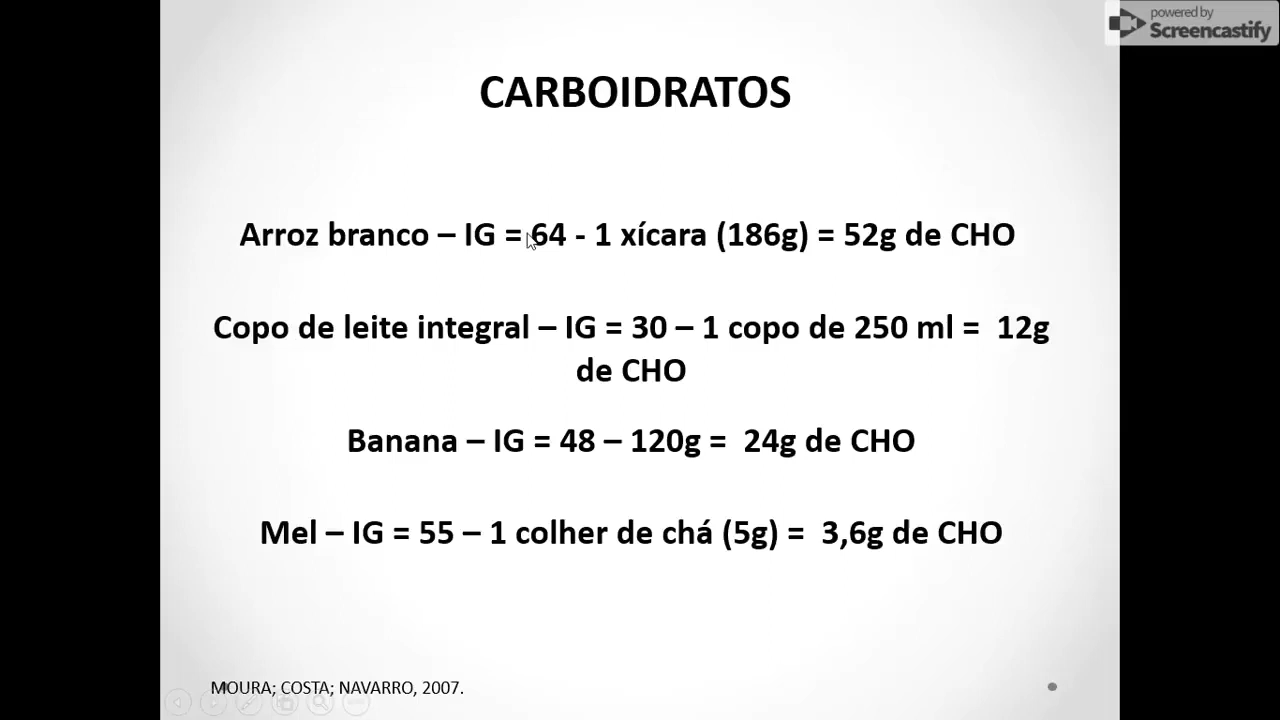 powered by
Screencastify
CARBOIDRATOS
Arroz branco – IG = 64 - 1 xícara (186g) = 52g de CHO
Copo de leite integral – IG = 30 – 1 copo de 250 ml = 12g
de CHO
Banana – IG = 48 – 120g = 24g de CHO
Mel – IG = 55 – 1 colher de chá (5g) = 3,6g de CHO
MOURA; COSTA; NAVARRO, 2007.